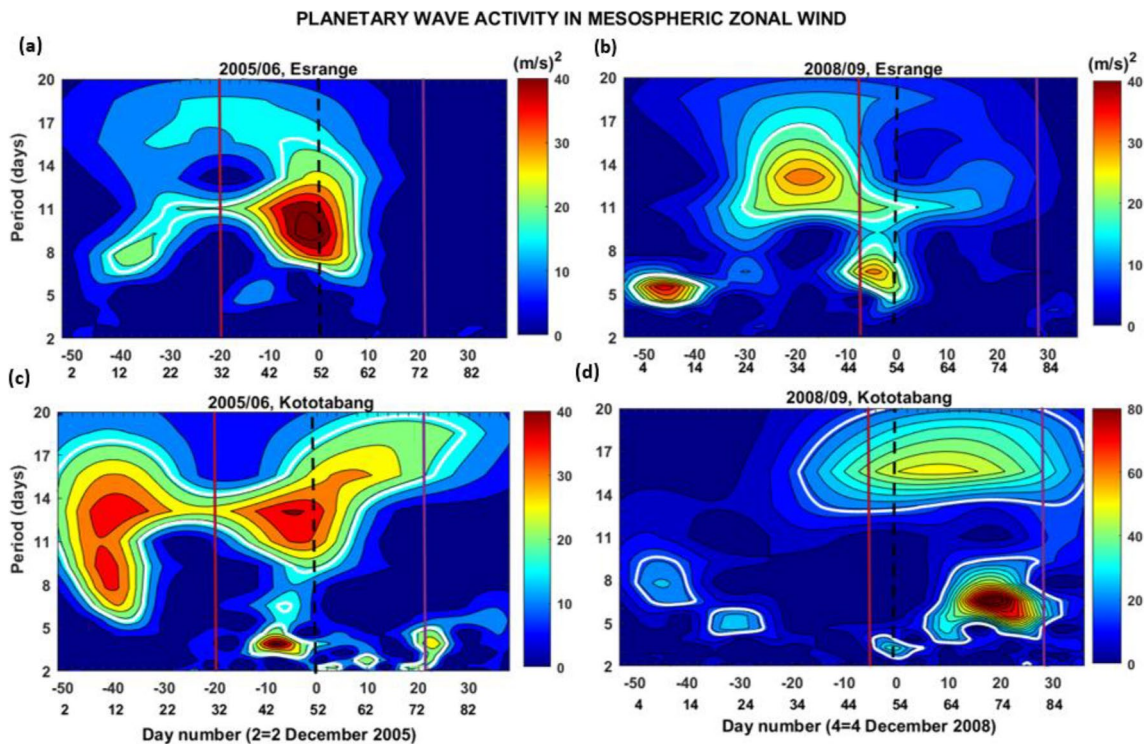 PLANETARY WAVE ACTIVITY IN MESOSPHERIC ZONAL WIND
(a)
2005/06, Esrange
(m/s)2
20
17
14
11
8
5
2
Period (days)
40
30
20
10
0
-50 -40 -30 -20 -10 0 10 20 30
2 12 22 32 42 52 62 72 82
(b)
2008/09, Esrange
(m/s)2
20
17
14
11
8
5
2
40
30
20
10
0
-50 -40 -30 -20 -10 0 10 20 30
4 14 24 34 44 54 64 74 84
(c)
2005/06, Kototabang
20
17
14
11
8
5
2
Period (days)
40
30
20
10
0
-50 -40 -30 -20 -10 0 10 20 30
2 12 22 32 42 52 62 72 82
Day number (2=2 December 2005)
(d)
2008/09, Kototabang
20
17
14
11
8
5
2
80
60
40
20
0
-50 -40 -30 -20 -10 0 10 20 30
4 14 24 34 44 54 64 74 84
Day number (4=4 December 2008)